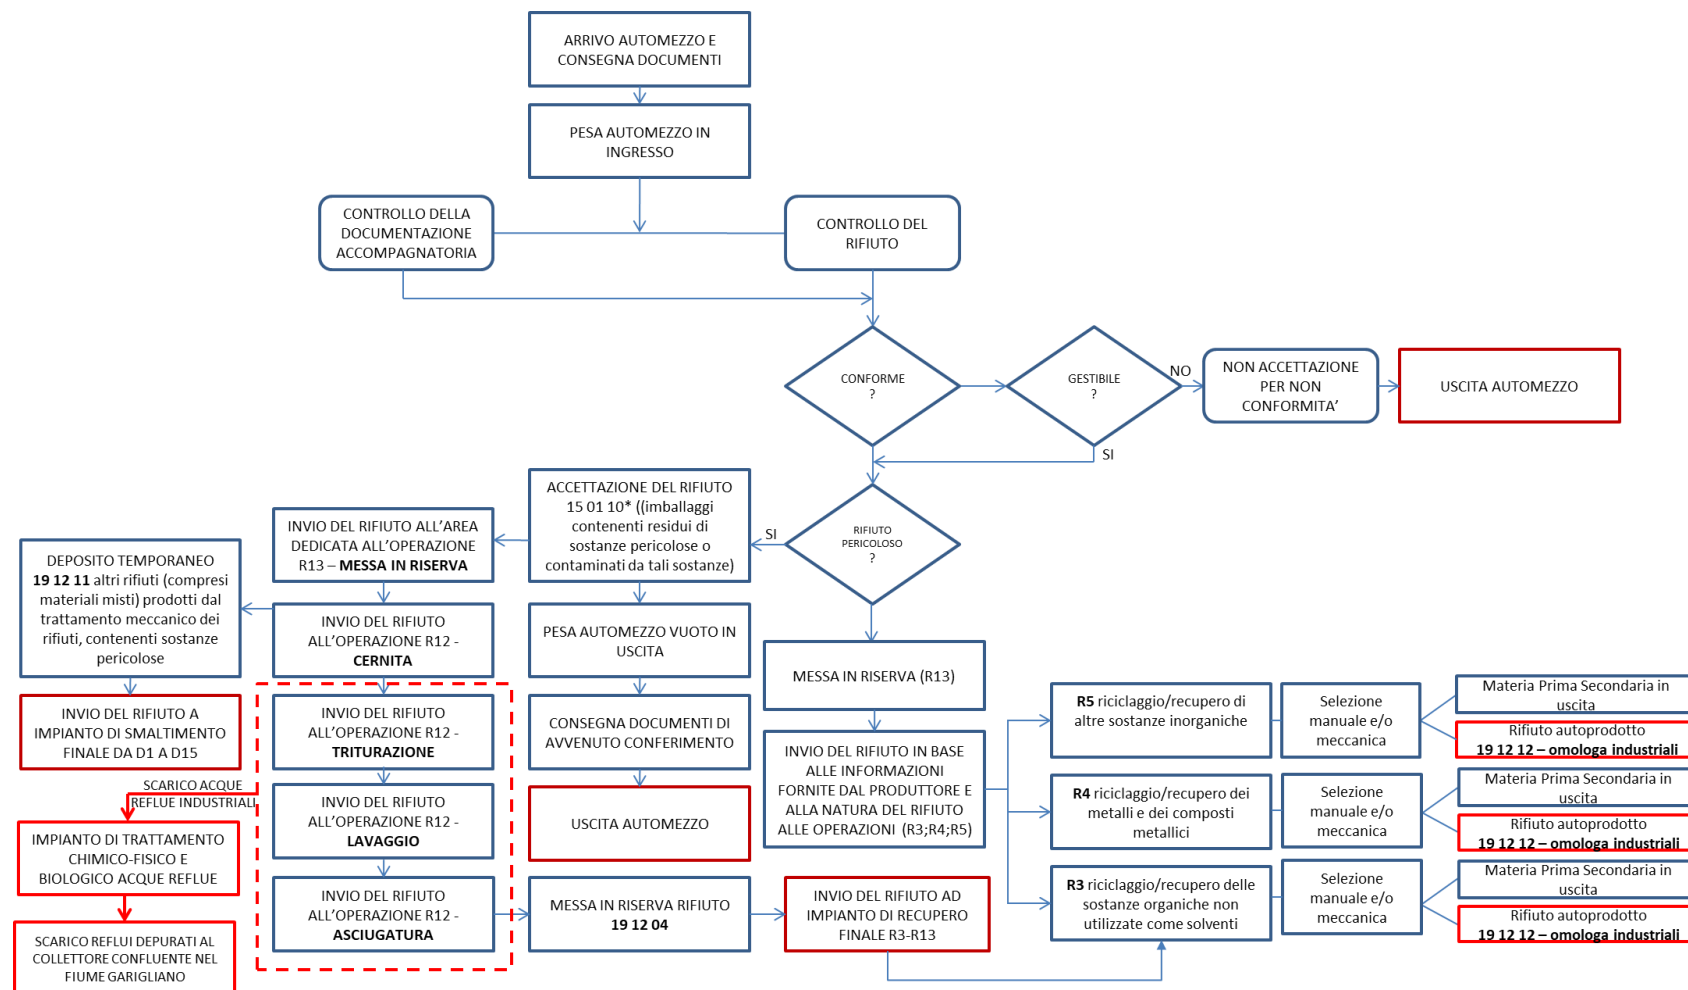 ARRIVO AUTOMEZZO E
CONSEGNA DOCUMENTI
PESA AUTOMEZZO IN
INGRESSO
CONTROLLO DELLA
DOCUMENTAZIONE
ACCOMPAGNATORIA
CONTROLLO DEL
RIFIUTO
CONFORME
?
GESTIBILE
?
NO
NON ACCETTAZIONE
PER NON
CONFORMITA’
USCITA AUTOMEZZO
SI
RIFIUTO
PERICOLOSO
?
SI
ACCETTAZIONE DEL RIFIUTO
15 01 10* ((imballaggi
contenenti residui di
sostanze pericolose o
contaminati da tali sostanze)
INVIO DEL RIFIUTO ALL’AREA
DEDICATA ALL’OPERAZIONE
R13 – MESSA IN RISERVA
DEPOSITO TEMPORANEO
19 12 11 altri rifiuti (compresi
materiali misti) prodotti dal
trattamento meccanico dei
rifiuti, contenenti sostanze
pericolose
INVIO DEL RIFIUTO
ALL’OPERAZIONE R12 -
CERNITA
PESA AUTOMEZZO VUOTO IN
USCITA
MESSA IN RISERVA (R13)
INVIO DEL RIFIUTO A
IMPIANTO DI SMALTIMENTO
FINALE DA D1 A D15
INVIO DEL RIFIUTO
ALL’OPERAZIONE R12 -
TRITURAZIONE
CONSEGNA DOCUMENTI DI
AVVENUTO CONFERIMENTO
INVIO DEL RIFIUTO IN BASE
ALLE INFORMAZIONI
FORNITE DAL PRODUTTORE E
ALLA NATURA DEL RIFIUTO
ALLE OPERAZIONI (R3;R4;R5)
R5 riciclaggio/recupero di
altre sostanze inorganiche
Selezione
manuale e/o
meccanica
Materia Prima Secondaria in
uscita
Rifiuto autoprodotto
19 12 12 – omologa industriali
SCARICO ACQUE
REFLUE INDUSTRIALI
INVIO DEL RIFIUTO
ALL’OPERAZIONE R12 -
LAVAGGIO
USCITA AUTOMEZZO
R4 riciclaggio/recupero dei
metalli e dei composti
metallici
Selezione
manuale e/o
meccanica
Materia Prima Secondaria in
uscita
Rifiuto autoprodotto
19 12 12 – omologa industriali
IMPIANTO DI TRATTAMENTO
CHIMICO-FISICO E
BIOLOGICO ACQUE REFLUE
INVIO DEL RIFIUTO
ALL’OPERAZIONE R12 -
ASCIUGATURA
MESSA IN RISERVA RIFIUTO
19 12 04
INVIO DEL RIFIUTO AD
IMPIANTO DI RECUPERO
FINALE R3-R13
R3 riciclaggio/recupero delle
sostanze organiche non
utilizzate come solventi
Selezione
manuale e/o
meccanica
Materia Prima Secondaria in
uscita
Rifiuto autoprodotto
19 12 12 – omologa industriali
SCARICO REFLUI DEPURATI AL
COLLETTORE CONFLUENTE NEL
FIUME GARIGLIANO